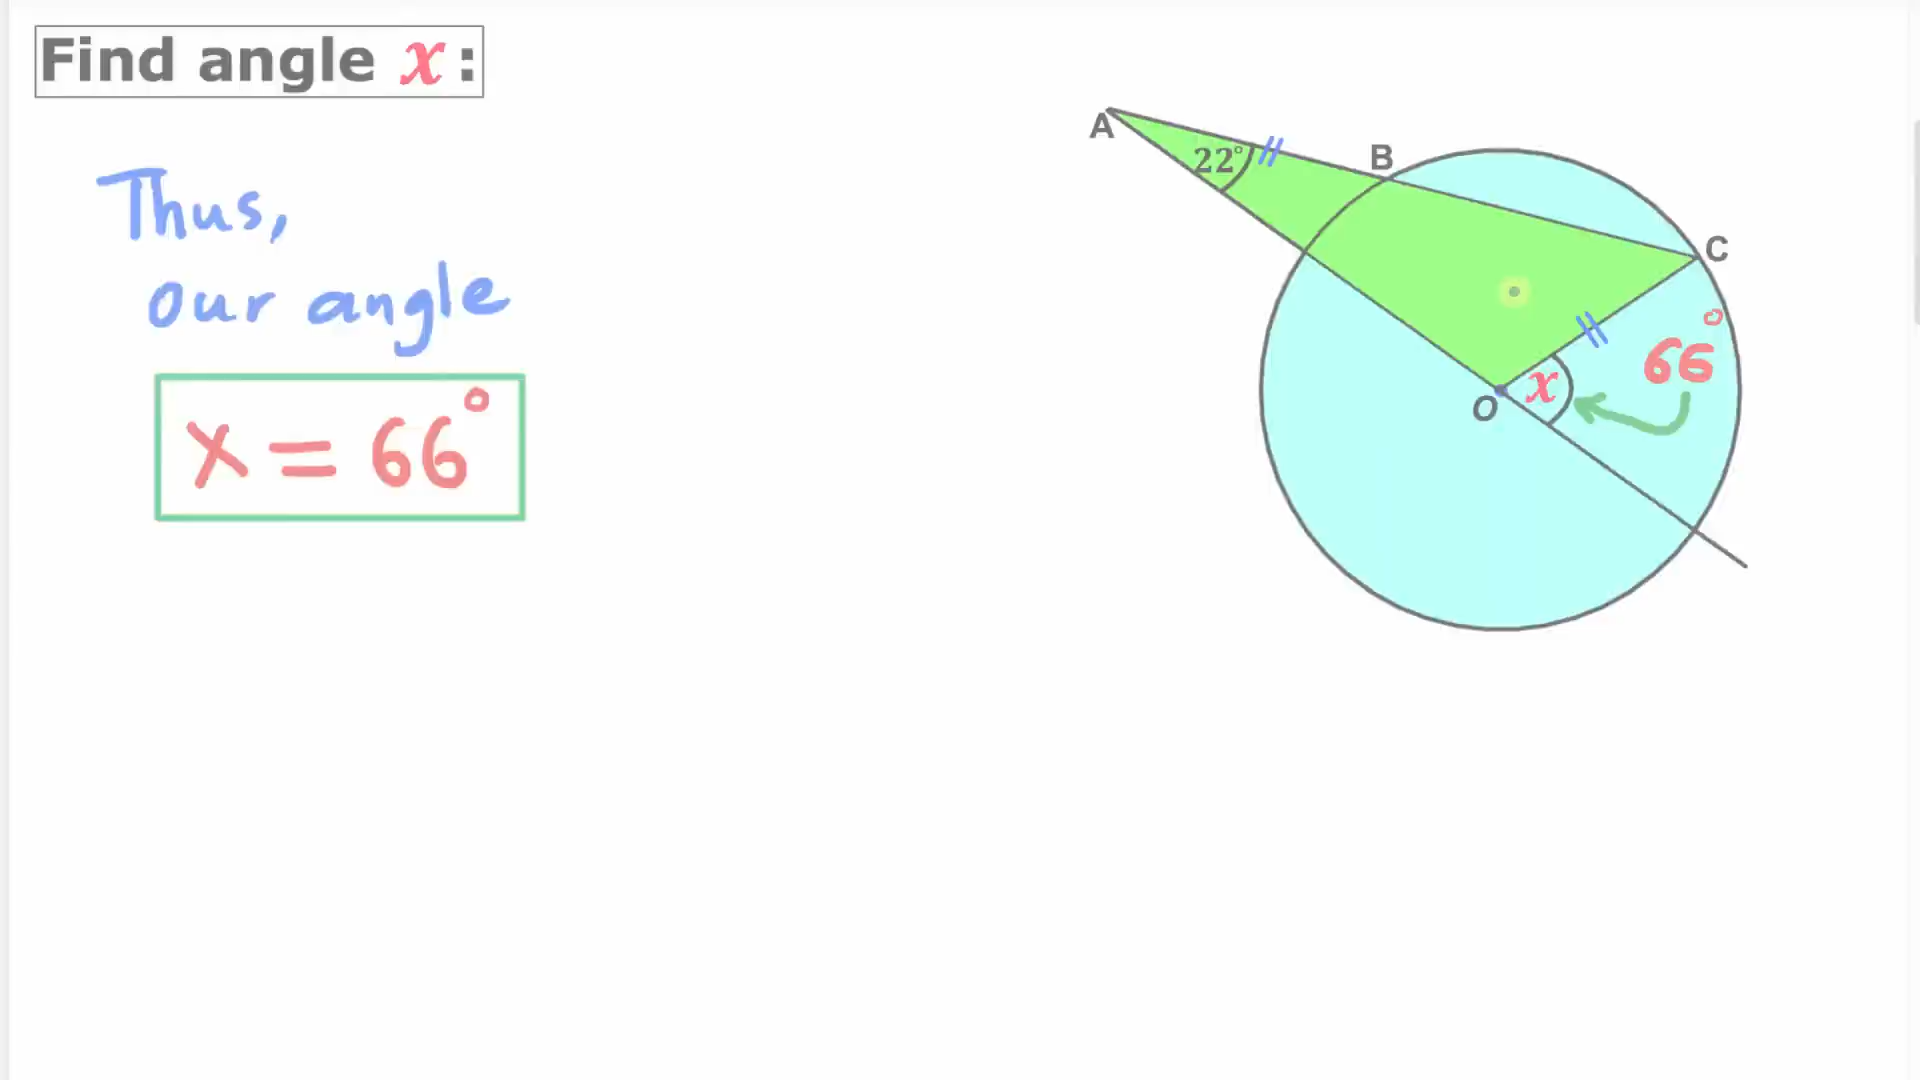 Find angle x:
Thus,
our angle
x = 66°
A
22°
B
C
66°
x
O